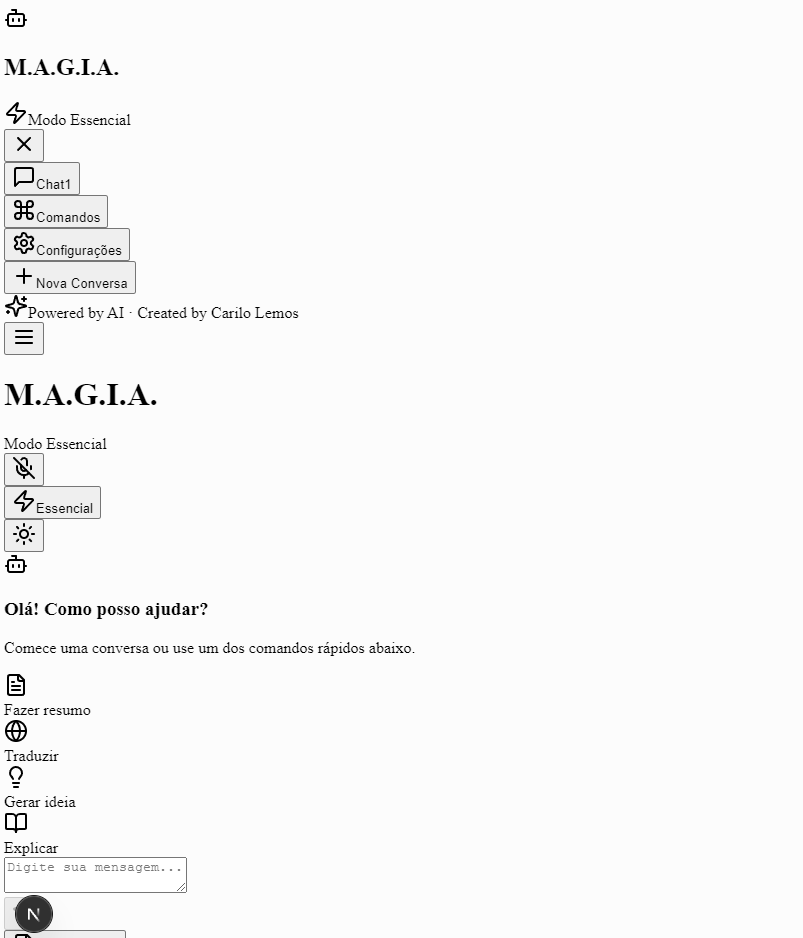 M.A.G.I.A.
Modo Essencial
Chat1
Comandos
Configurações
Nova Conversa
Powered by AI · Created by Carilo Lemos
M.A.G.I.A.
Modo Essencial
Essencial
Olá! Como posso ajudar?
Comece uma conversa ou use um dos comandos rápidos abaixo.
Fazer resumo
Traduzir
Gerar ideia
Explicar
Digite sua mensagem...
N